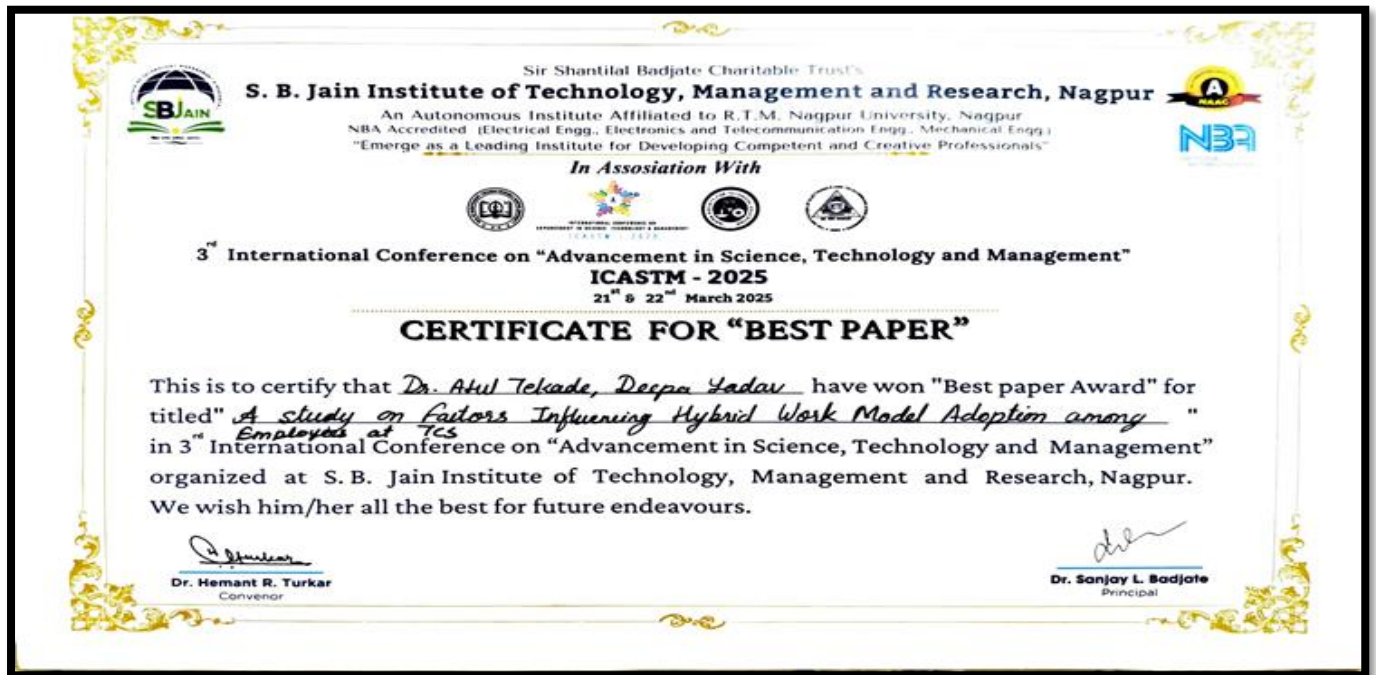 Sir Shantilal Badjate Charitable Trust's
S. B. Jain Institute of Technology, Management and Research, Nagpur
An Autonomous Institute Affiliated to R.T.M. Nagpur University, Nagpur
NBA Accredited (Electrical Engg., Electronics and Telecommunication Engg., Mechanical Engg.)
"Emerge as a Leading Institute for Developing Competent and Creative Professionals"
SBJAIN
A
NAAC
NBA
In Assosiation With
3rd International Conference on "Advancement in Science, Technology and Management"
ICASTM - 2025
21st & 22nd March 2025
CERTIFICATE FOR "BEST PAPER"
This is to certify that Dr. Atul Tekade, Deepa Yadav have won "Best paper Award" for
titled" A study on Factors Influencing Hybrid Work Model Adoption among "
Employees at TCS
in 3rd International Conference on "Advancement in Science, Technology and Management"
organized at S. B. Jain Institute of Technology, Management and Research, Nagpur.
We wish him/her all the best for future endeavours.
Dr. Hemant R. Turkar
Convenor
Dr. Sanjay L. Badjate
Principal